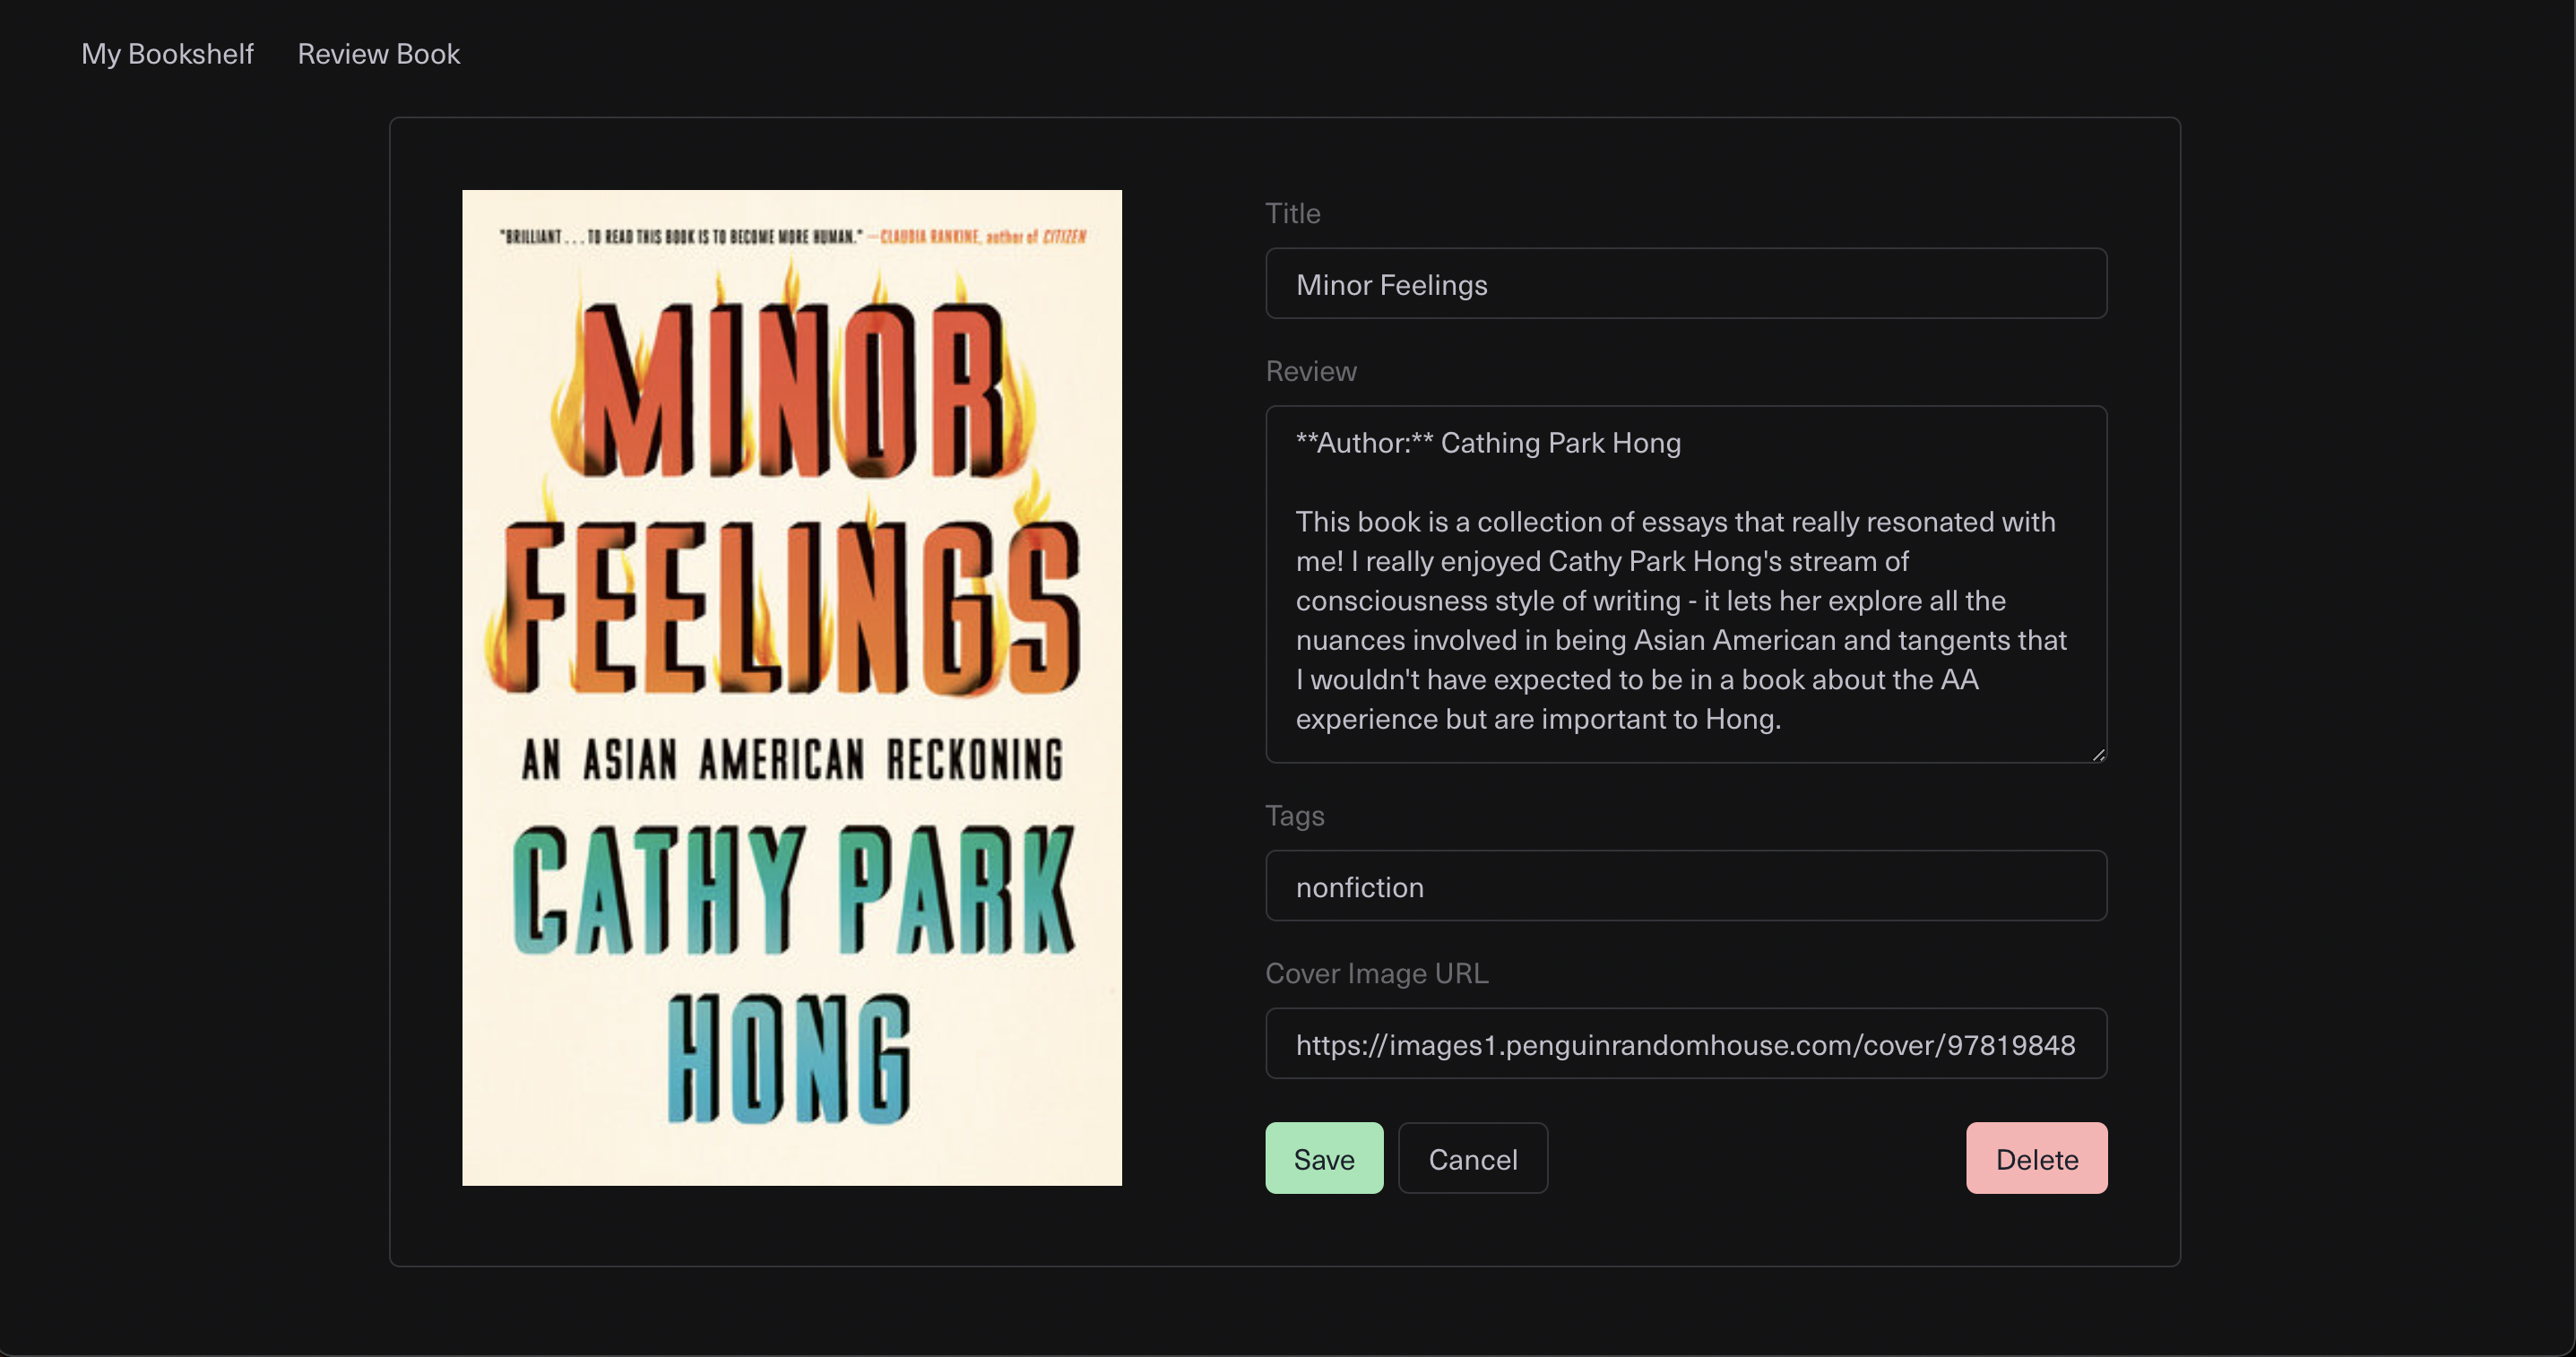 My Bookshelf Review Book
"BRILLIANT . . . TO READ THIS BOOK IS TO BECOME MORE HUMAN." —CLAUDIA RANKINE, author of CITIZEN
MINOR
FEELINGS
AN ASIAN AMERICAN RECKONING
CATHY PARK
HONG
Title
Minor Feelings
Review
**Author:** Cathing Park Hong
This book is a collection of essays that really resonated with
me! I really enjoyed Cathy Park Hong's stream of
consciousness style of writing - it lets her explore all the
nuances involved in being Asian American and tangents that
I wouldn't have expected to be in a book about the AA
experience but are important to Hong.
Tags
nonfiction
Cover Image URL
https://images1.penguinrandomhouse.com/cover/97819848
Save Cancel Delete